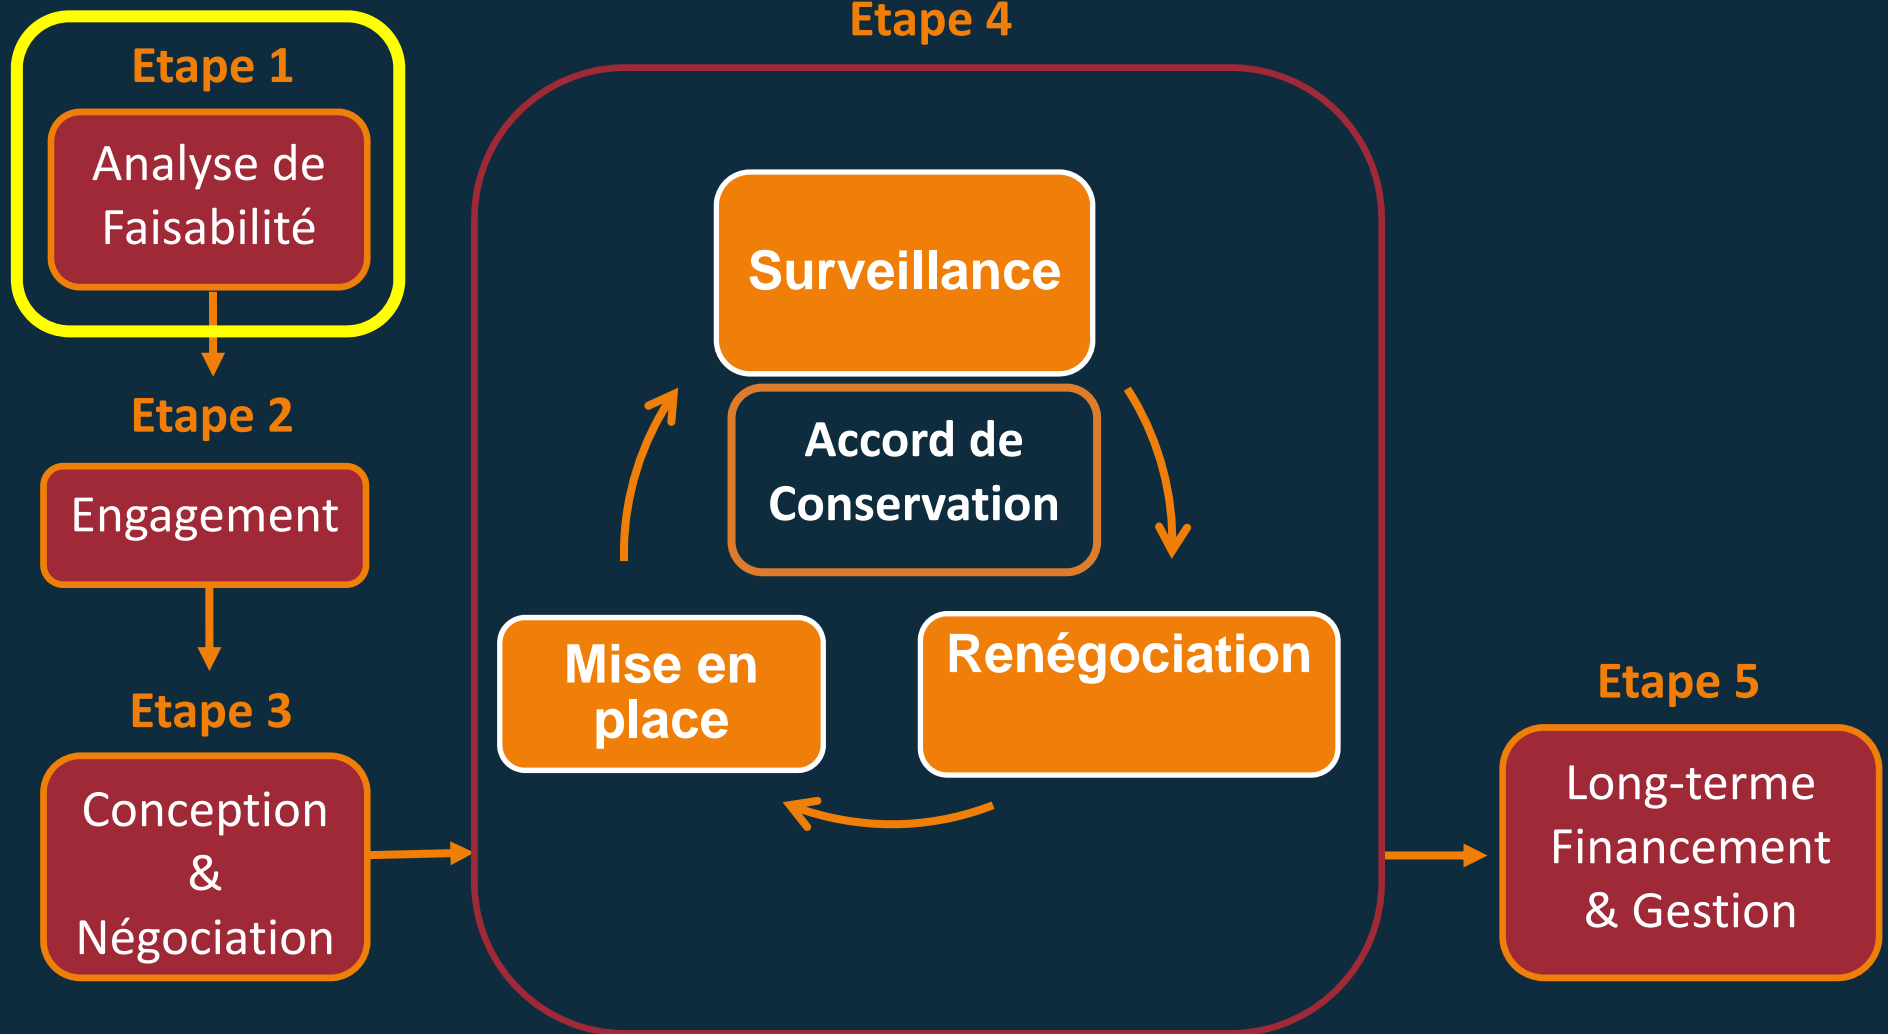 Etape 1
Analyse de
Faisabilité
Etape 2
Engagement
Etape 3
Conception
&
Négociation
Etape 4
Surveillance
Accord de
Conservation
Mise en
place
Renégociation
Etape 5
Long-terme
Financement
& Gestion